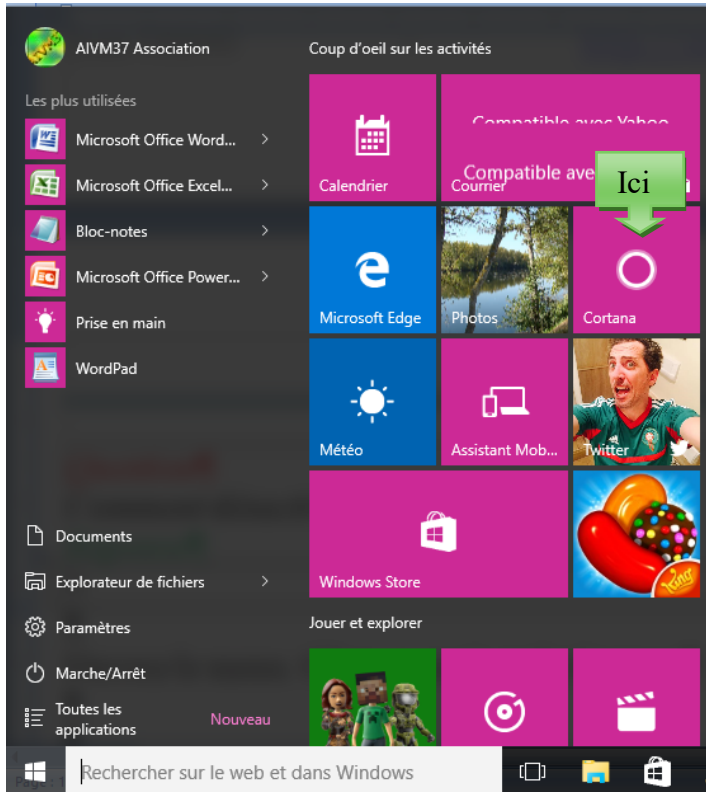 AIVM37 Association
Les plus utilisées
Microsoft Office Word...
Microsoft Office Excel...
Bloc-notes
Microsoft Office Power...
Prise en main
WordPad
Documents
Explorateur de fichiers
Paramètres
Marche/Arrêt
Toutes les
applications
Nouveau
Coup d'oeil sur les activités
Calendrier
Compatible avec Yahoo
Compatible ave
Courrier
Ici
Microsoft Edge
Photos
Cortana
Météo
Assistant Mob...
Twitter
Windows Store
King
Jouer et explorer
Rechercher sur le web et dans Windows